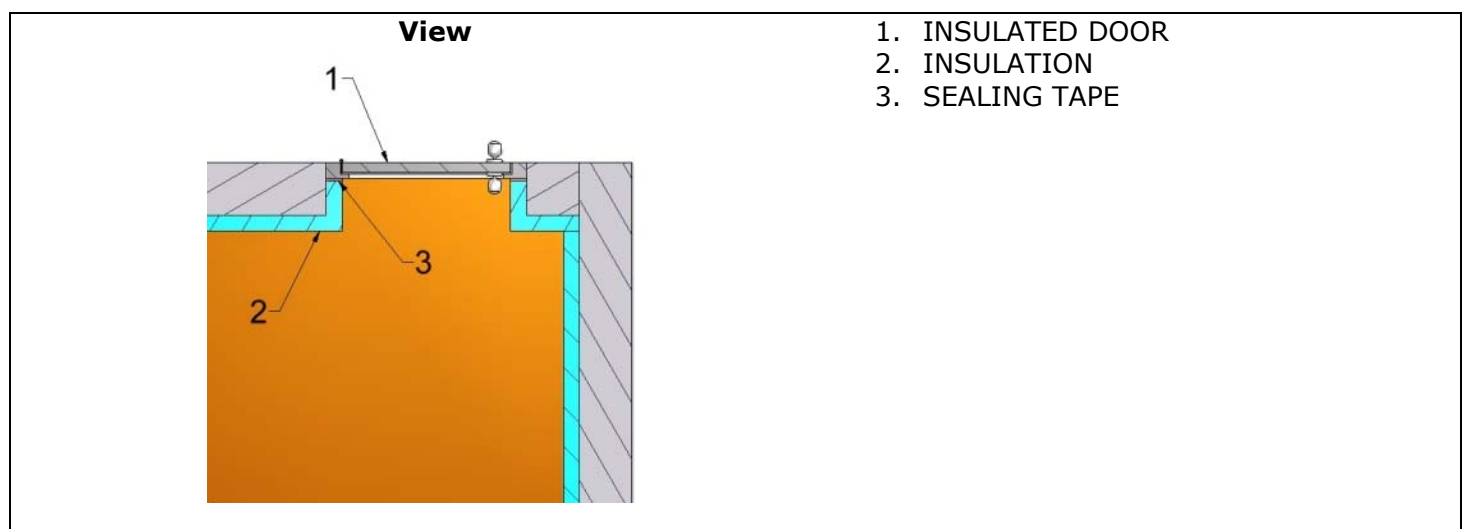 View
1. INSULATED DOOR
2. INSULATION
3. SEALING TAPE
1
3
2